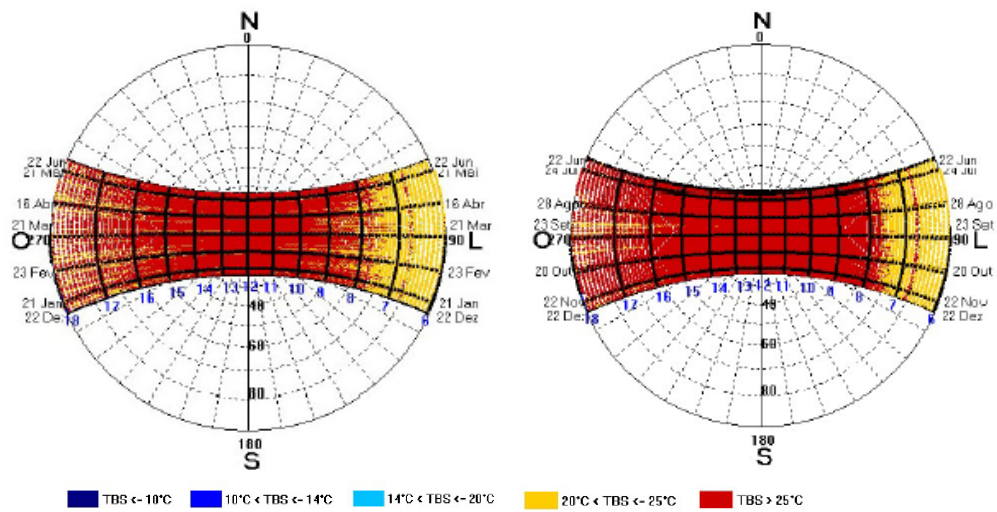 N
0
22 Jun
21 Mai
16 Abr
21 Mar
O
270
23 Fev
21 Jan
22 De
18
17
16
15
14
13
12
11
10
9
8
7
6
22 Jun
21 Mai
16 Abr
21 Mar
90
L
23 Fev
21 Jan
22 Dez
40
60
80
180
S
N
0
22 Jun
24 Jul
28 Ago
23 Set
O
270
20 Out
22 Nov
22 De
18
17
16
15
14
13
12
11
10
9
8
7
6
22 Jun
24 Jul
28 Ago
23 Set
90
L
20 Out
22 Nov
22 Dez
40
60
80
180
S
TBS <- 10°C
10°C < TBS <- 14°C
14°C < TBS <- 20°C
20°C < TBS <- 25°C
TBS > 25°C